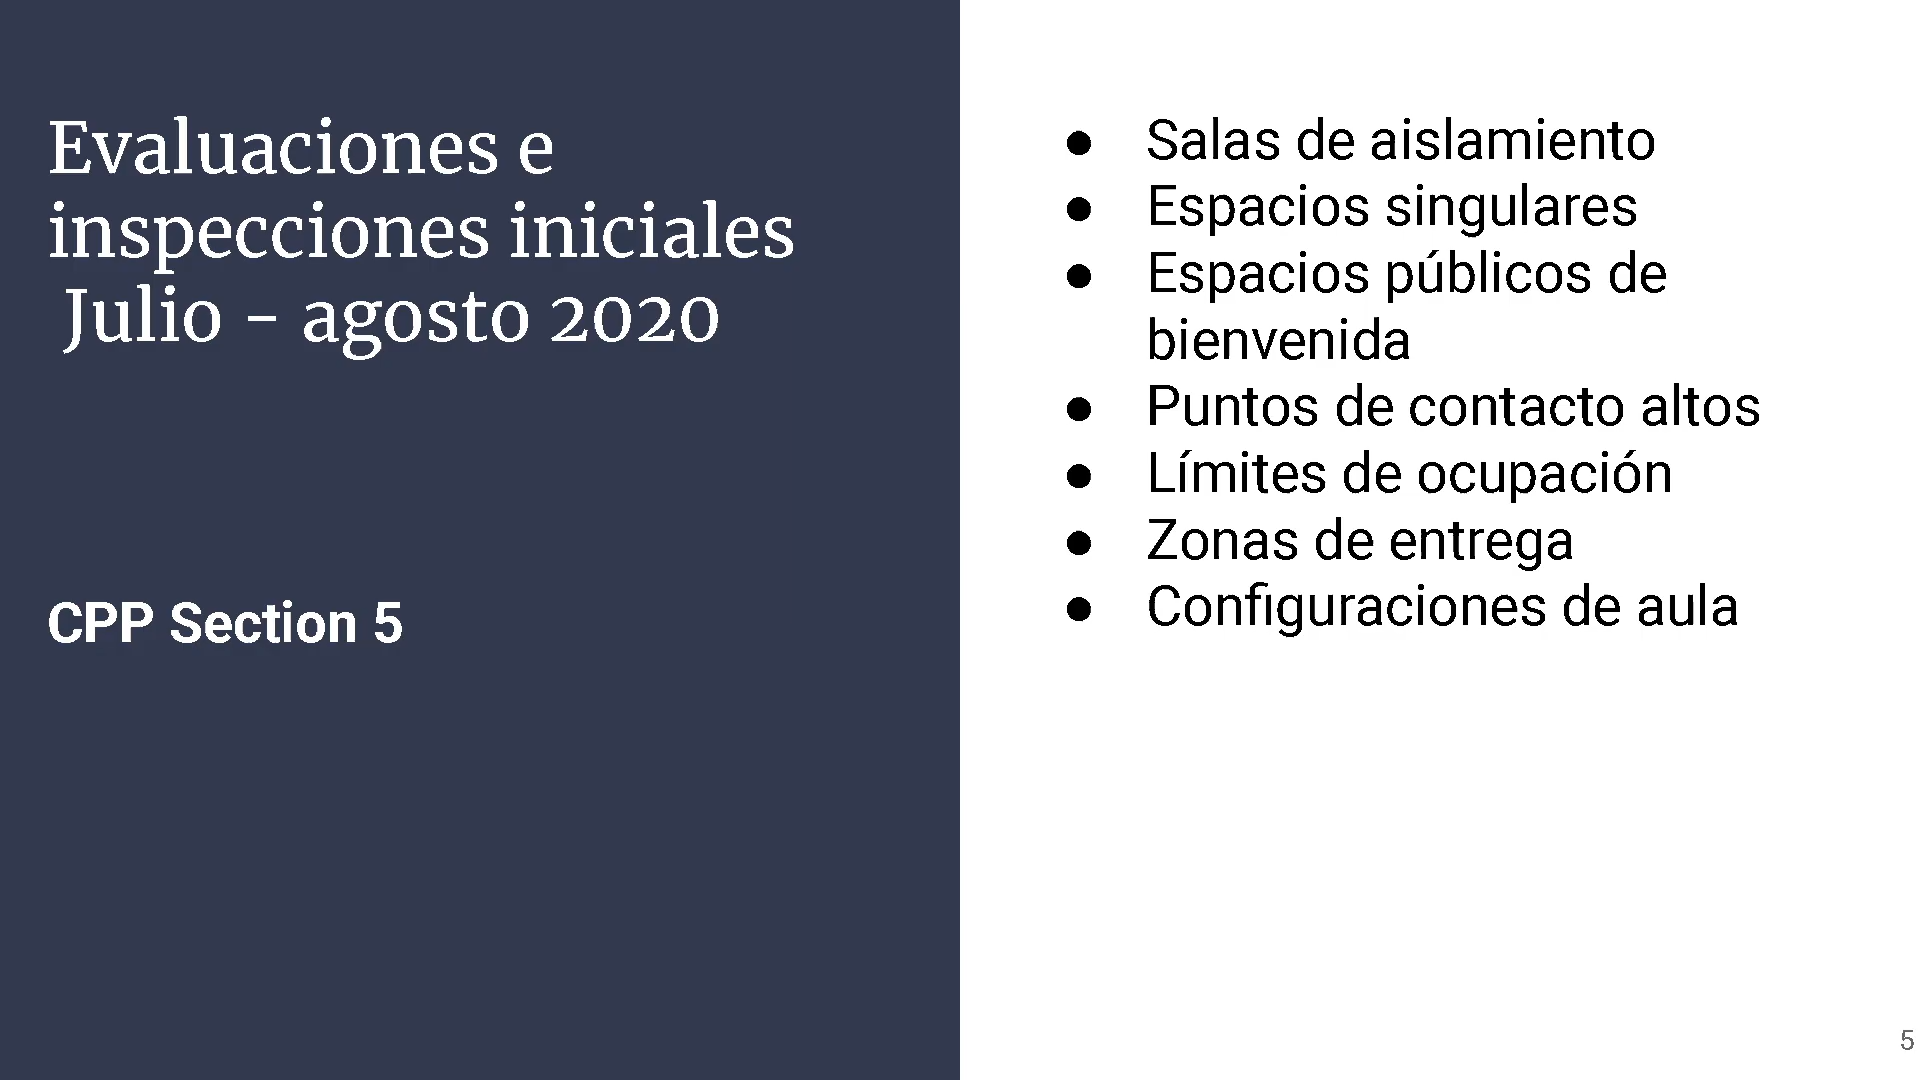 Evaluaciones e
inspecciones iniciales
Julio - agosto 2020
CPP Section 5
● Salas de aislamiento
● Espacios singulares
● Espacios públicos de
bienvenida
● Puntos de contacto altos
● Límites de ocupación
● Zonas de entrega
● Configuraciones de aula
5